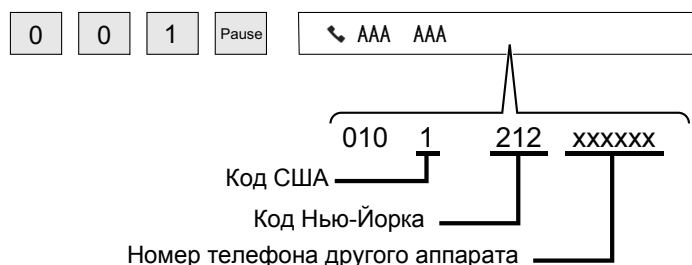 0 0 1 Pause AAA AAA
010 1 212 xxxxxx
Код США
Код Нью-Йорка
Номер телефона другого аппарата